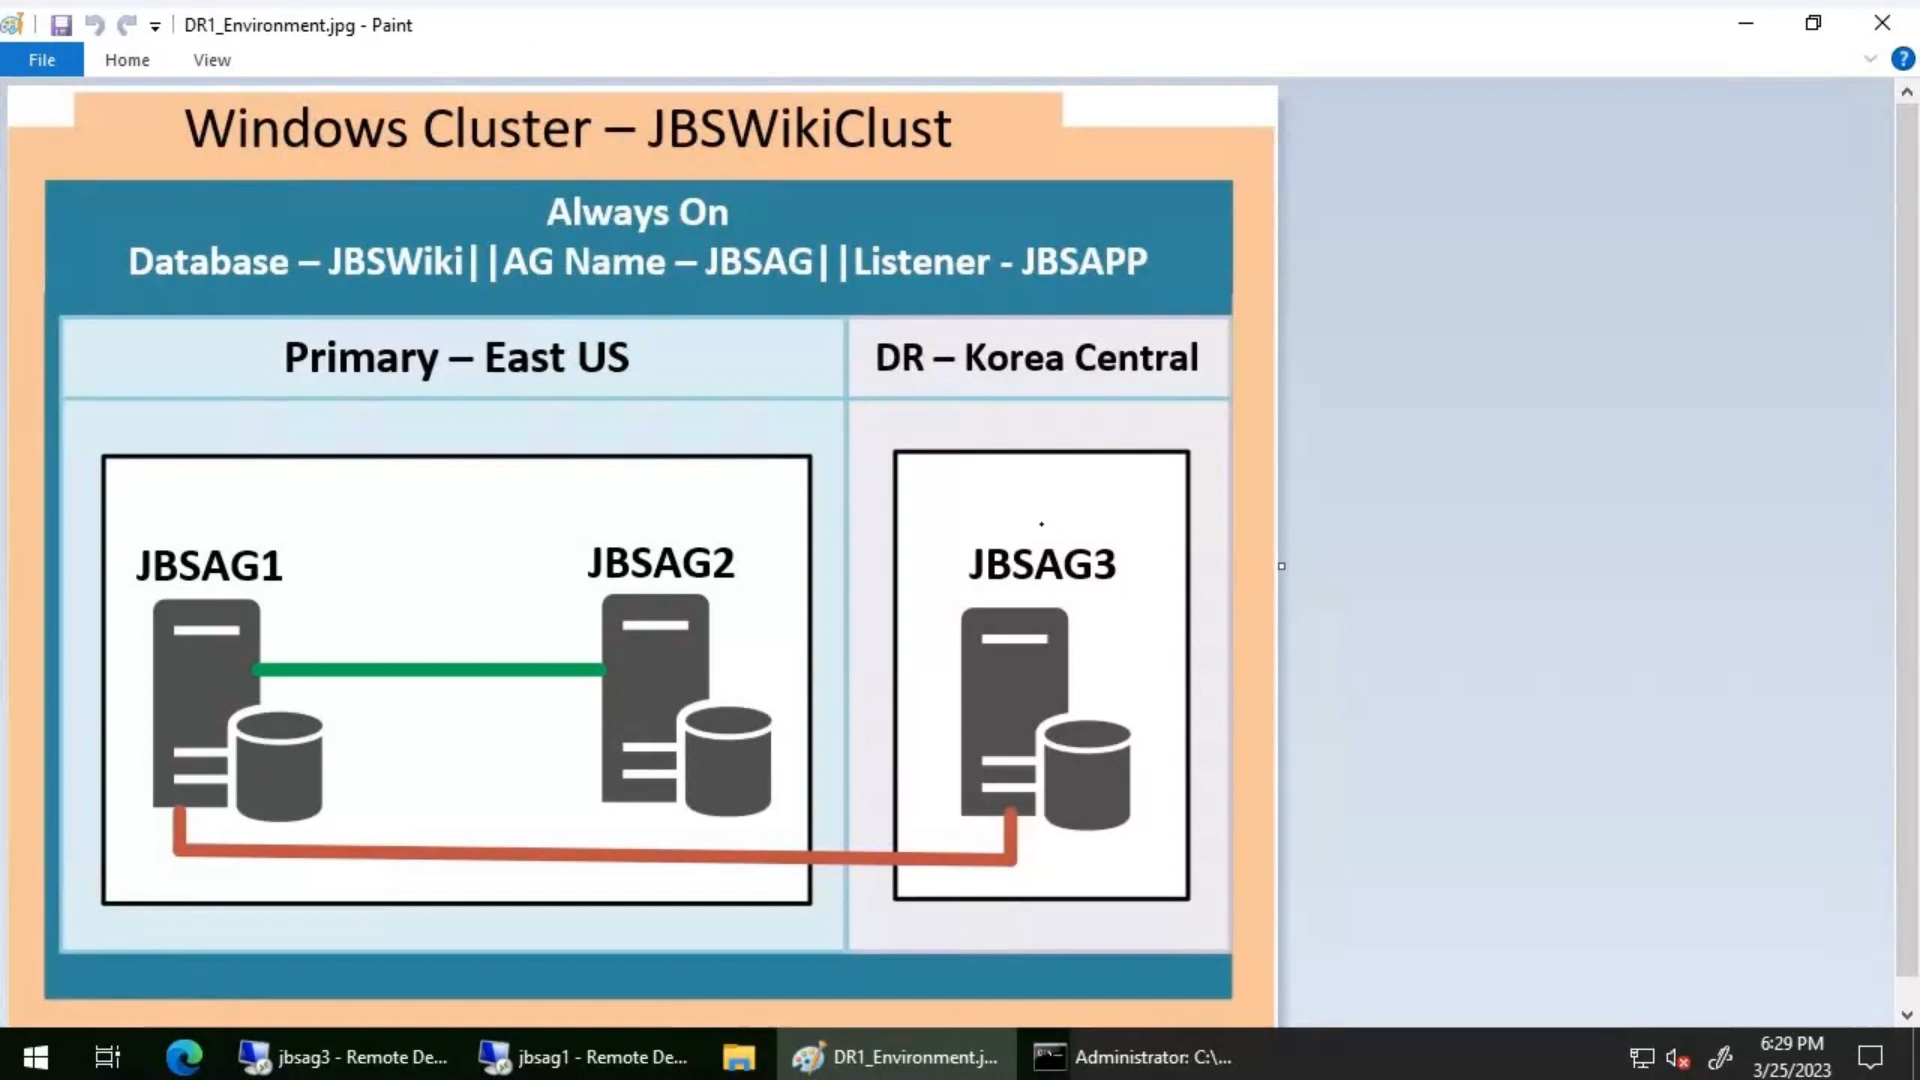 DR1_Environment.jpg - Paint
File Home View
?
Windows Cluster – JBSWikiClust
Always On
Database – JBSWiki||AG Name – JBSAG||Listener - JBSAPP
Primary – East US
DR – Korea Central
JBSAG1
JBSAG2
JBSAG3
jbsag3 - Remote De...
jbsag1 - Remote De...
DR1_Environment.j...
Administrator: C:\...
6:29 PM
3/25/2023